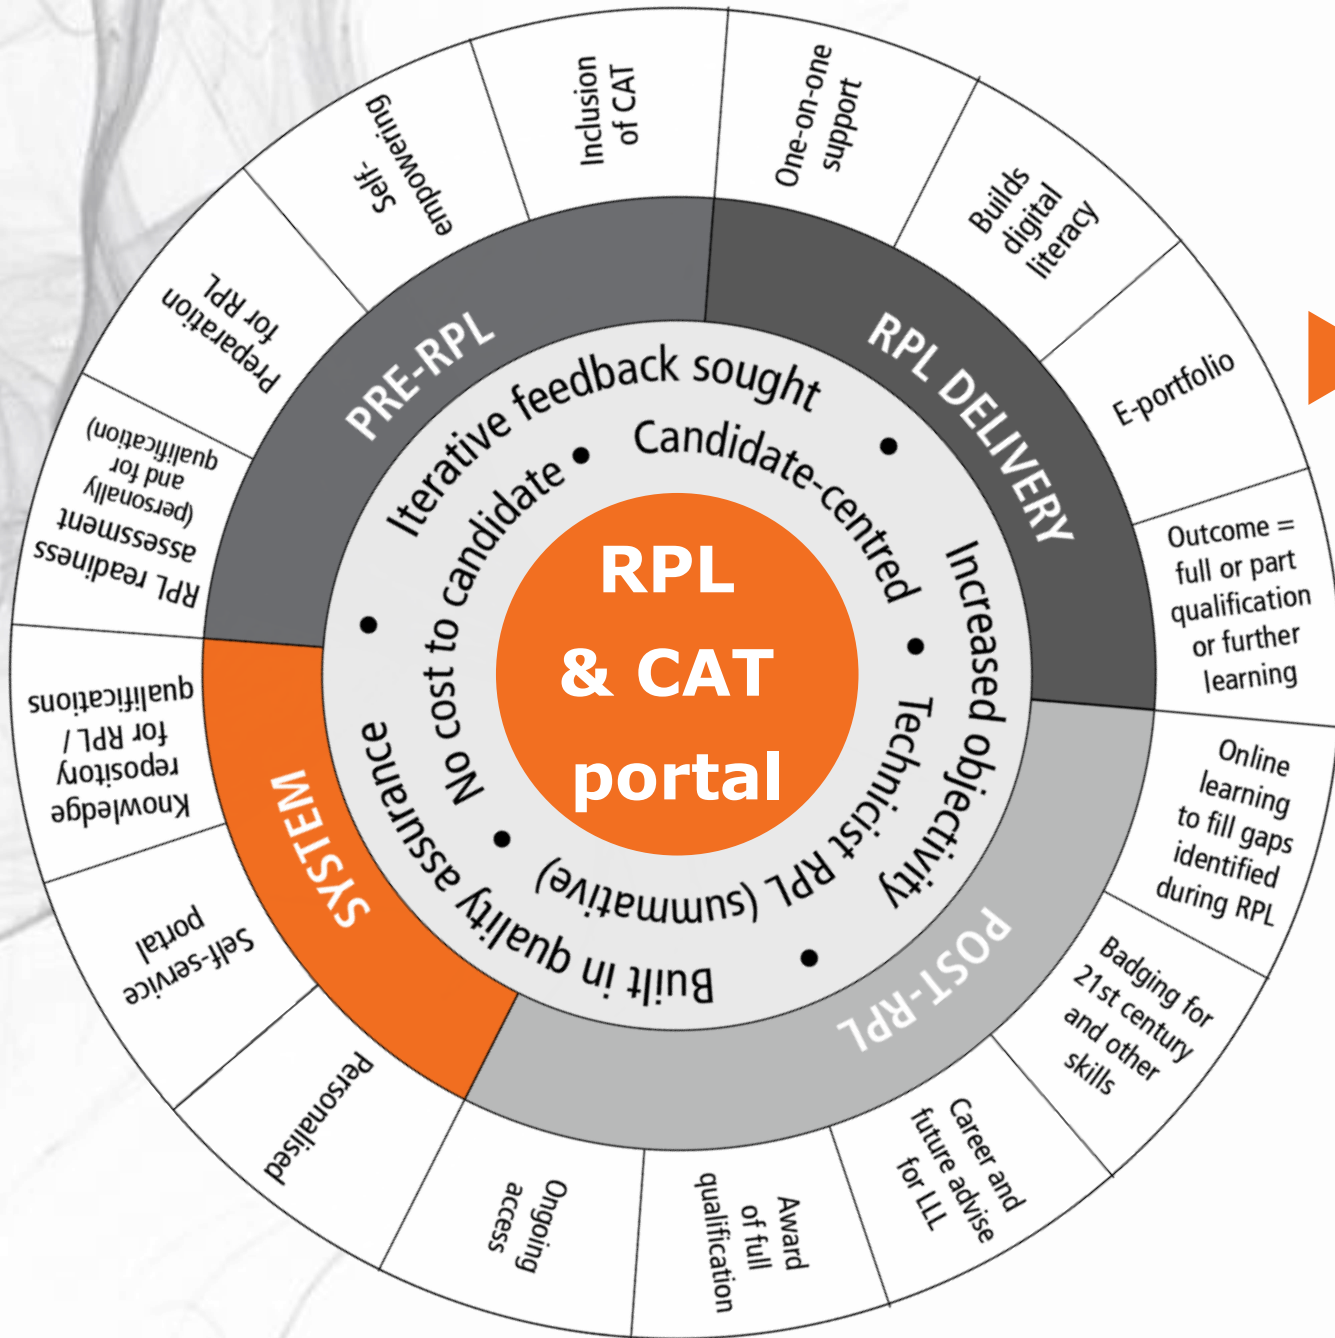 RPL
& CAT
portal
Candidate-centred
•
Technicist RPL (summative)
•
No cost to candidate
•
Iterative feedback sought
•
Increased objectivity
•
Built in quality assurance
•
PRE-RPL
RPL readiness
assessment
(personally
and for
qualification)
Preparation
for RPL
Self-
empowering
Inclusion
of CAT
RPL DELIVERY
One-on-one
support
Builds
digital
literacy
E-portfolio
Outcome =
full or part
qualification
or further
learning
POST-RPL
Online
learning
to fill gaps
identified
during RPL
Badging for
21st century
and other
skills
Career and
future advise
for LLL
Award
of full
qualification
Ongoing
access
SYSTEM
Personalised
Self-service
portal
Knowledge
repository
for RPL /
qualifications